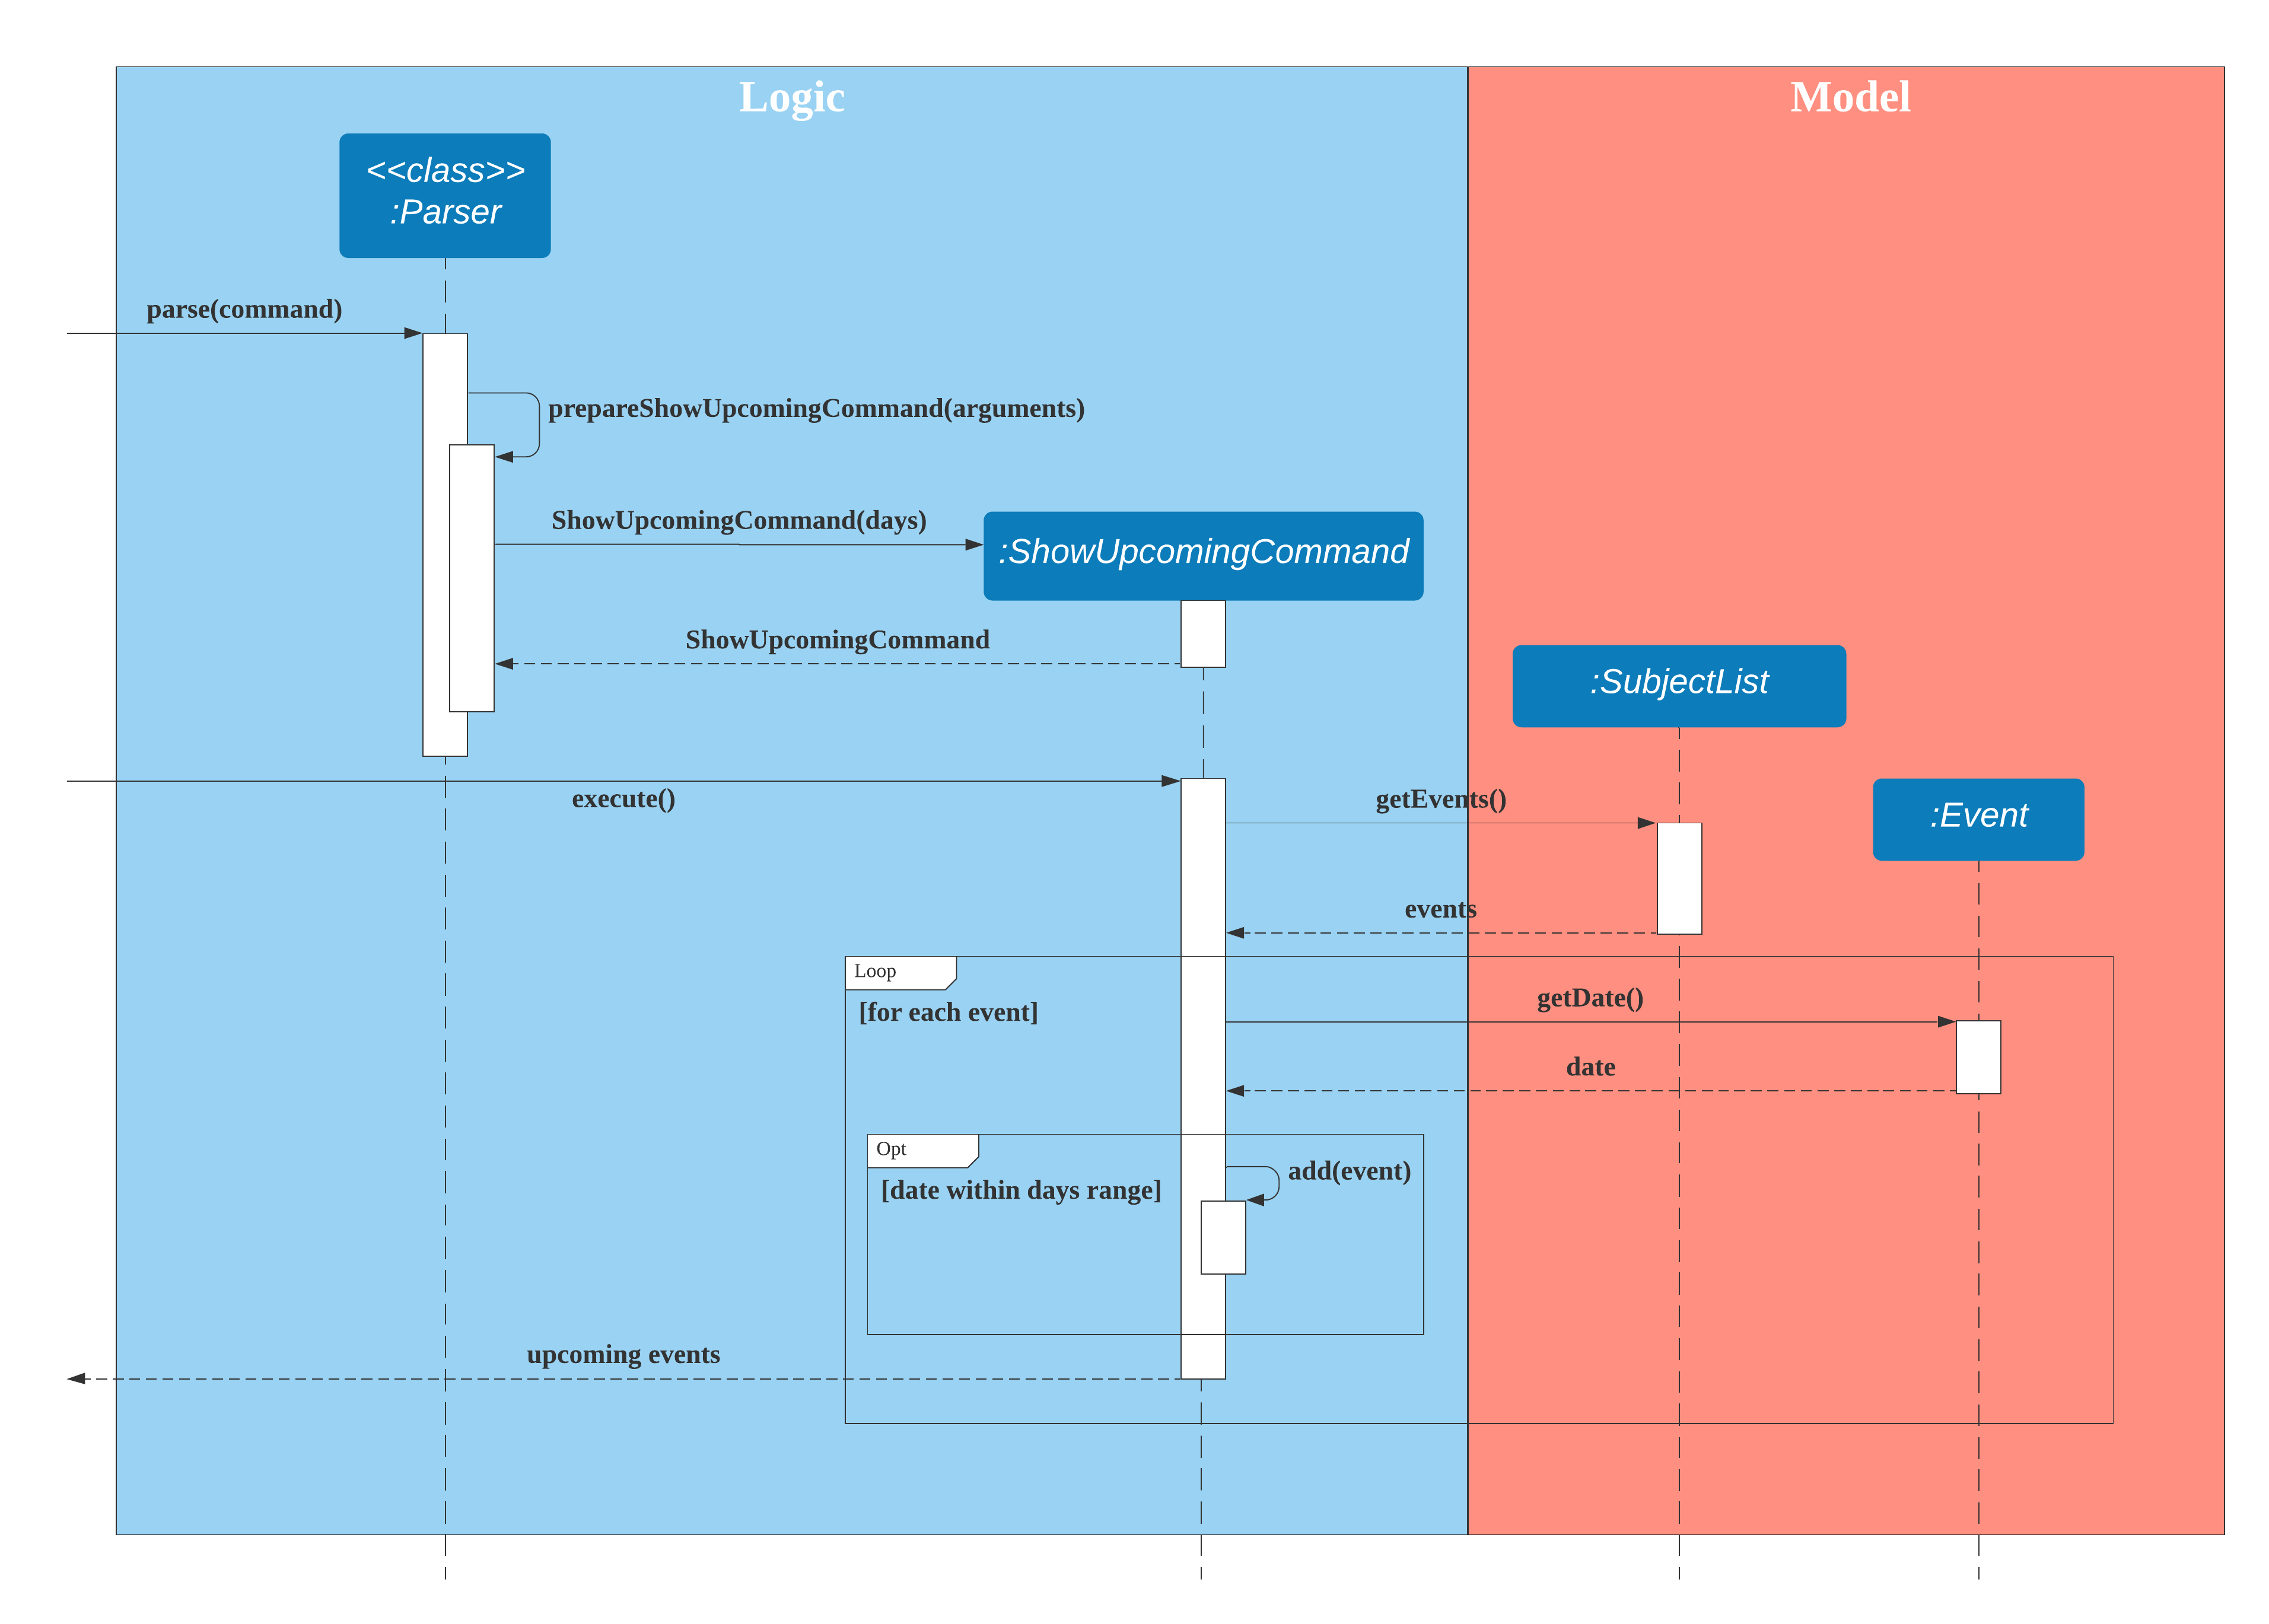 Logic
Model
<<class>>
:Parser
parse(command)
prepareShowUpcomingCommand(arguments)
ShowUpcomingCommand(days)
:ShowUpcomingCommand
ShowUpcomingCommand
:SubjectList
execute()
getEvents()
:Event
events
Loop
[for each event]
getDate()
date
Opt
[date within days range]
add(event)
upcoming events